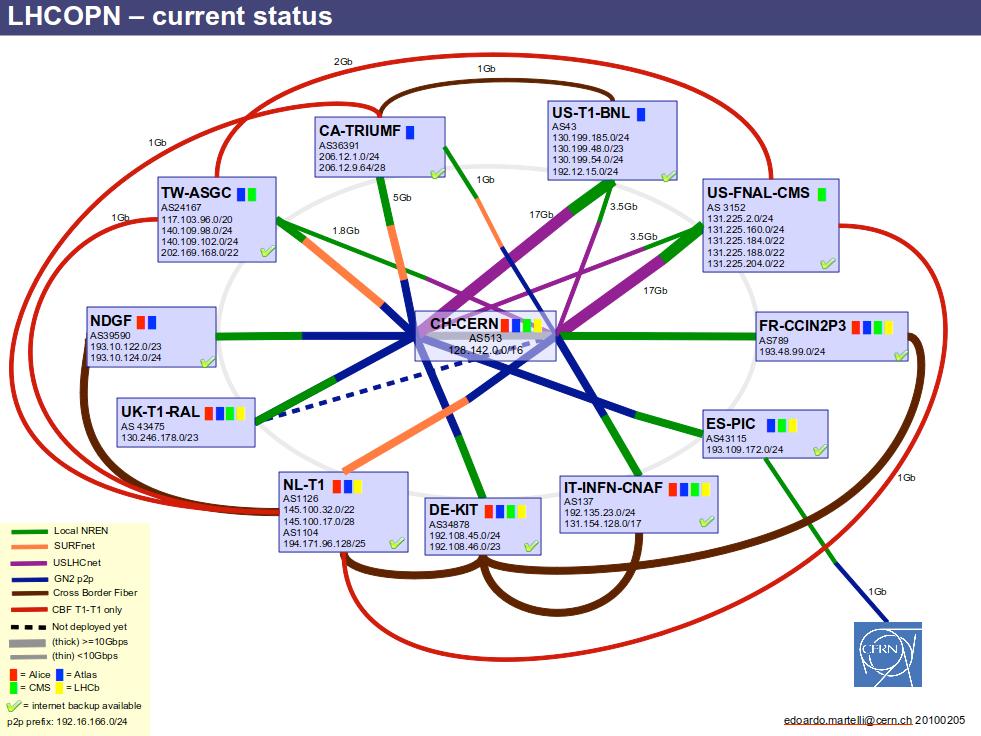 LHCOPN – current status
2Gb
1Gb
1Gb
1Gb
CA-TRIUMF
AS36391
206.12.1.0/24
206.12.9.64/28
US-T1-BNL
AS43
130.199.185.0/24
130.199.48.0/23
130.199.54.0/24
192.12.15.0/24
TW-ASGC
AS24167
117.103.96.0/20
140.109.98.0/24
140.109.102.0/24
202.169.168.0/22
US-FNAL-CMS
AS 3152
131.225.2.0/24
131.225.160.0/24
131.225.184.0/22
131.225.188.0/22
131.225.204.0/22
5Gb
1Gb
17Gb
3.5Gb
1.8Gb
3.5Gb
17Gb
NDGF
AS39590
193.10.122.0/23
193.10.124.0/24
CH-CERN
AS513
128.142.0.0/16
FR-CCIN2P3
AS789
193.48.99.0/24
UK-T1-RAL
AS 43475
130.246.178.0/23
ES-PIC
AS43115
193.109.172.0/24
NL-T1
AS1126
145.100.32.0/22
145.100.17.0/28
AS1104
194.171.96.128/25
DE-KIT
AS34878
192.108.45.0/24
192.108.46.0/23
IT-INFN-CNAF
AS137
192.135.23.0/24
131.154.128.0/17
1Gb
1Gb
CERN
Local NREN
SURFnet
USLHCnet
GN2 p2p
Cross Border Fiber
CBF T1-T1 only
Not deployed yet
(thick) >=10Gbps
(thin) <10Gbps
= Alice = Atlas
= CMS = LHCb
= internet backup available
p2p prefix: 192.16.166.0/24
edoardo.martelli@cern.ch 20100205